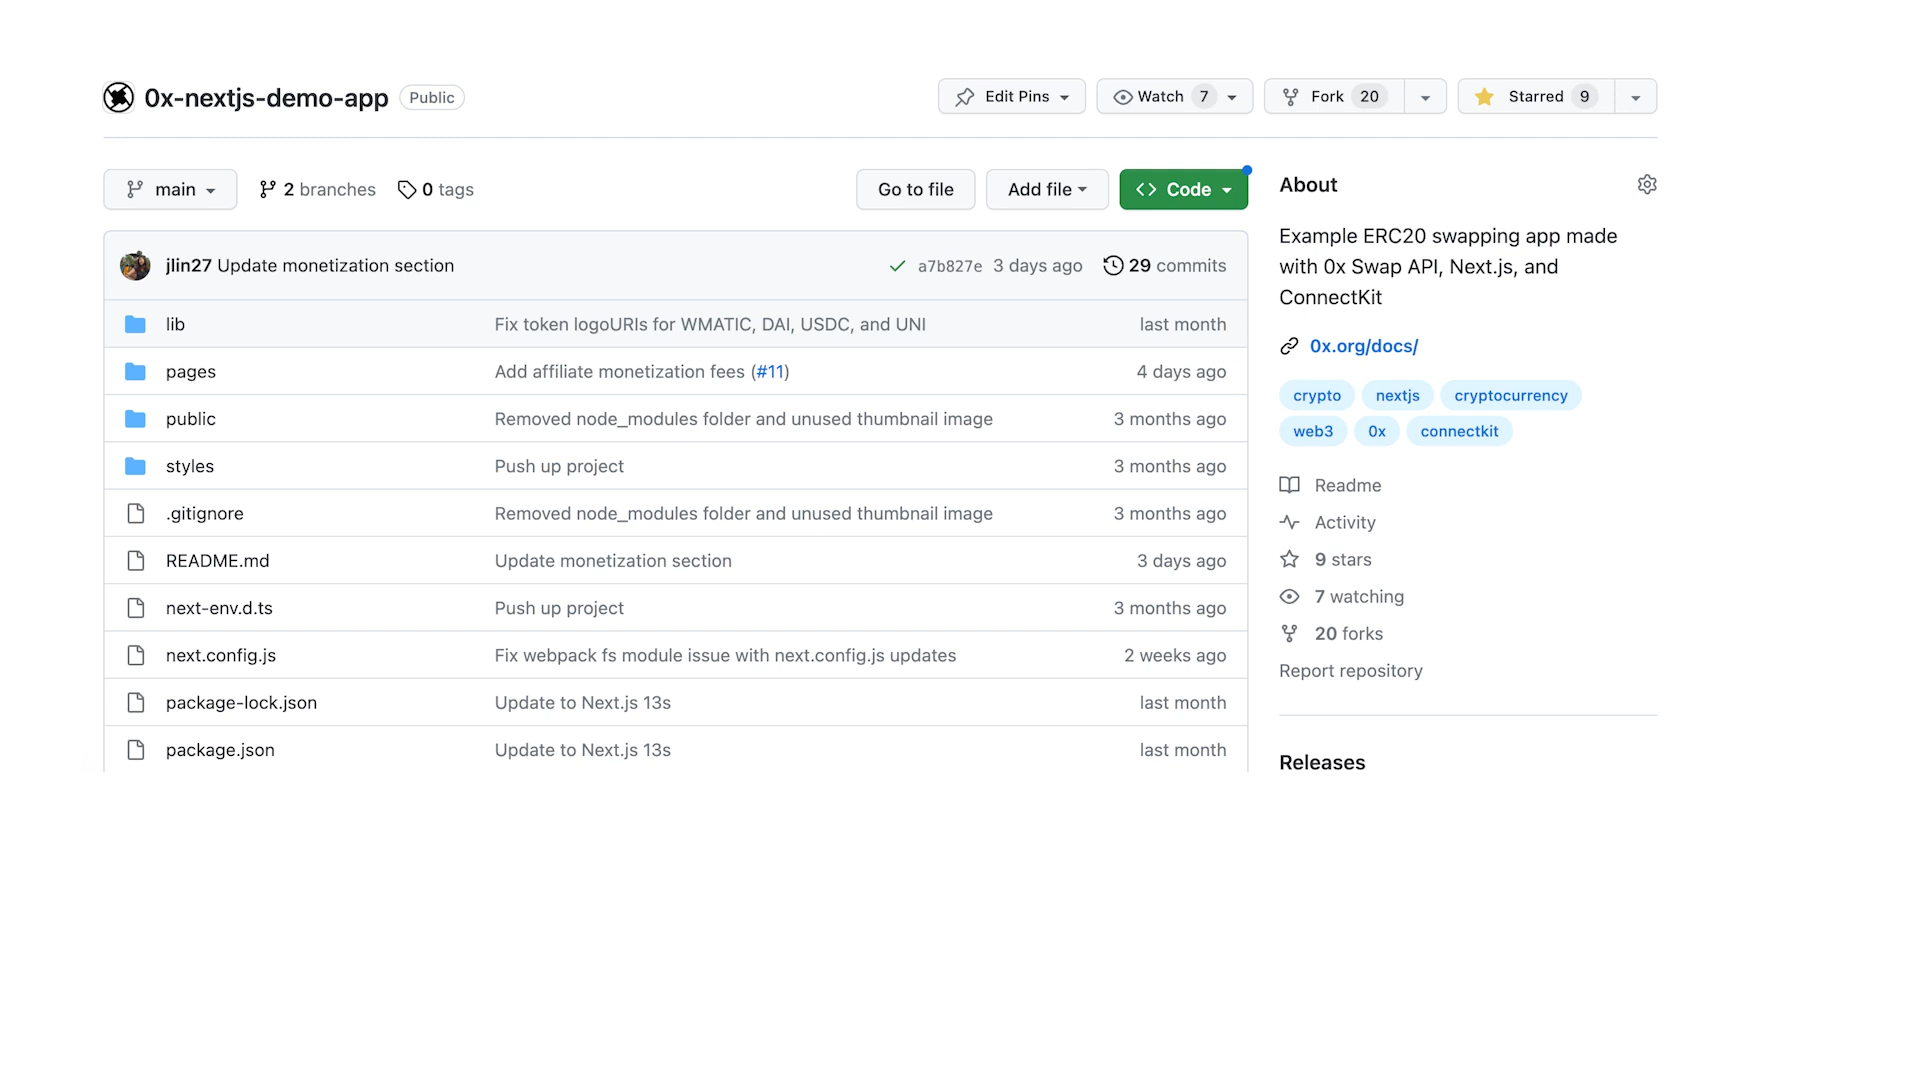 0x-nextjs-demo-app Public Edit Pins Watch 7 Fork 20 Starred 9
main 2 branches 0 tags Go to file Add file Code
jlin27 Update monetization section a7b827e 3 days ago 29 commits
lib Fix token logoURIs for WMATIC, DAI, USDC, and UNI last month
pages Add affiliate monetization fees (#11) 4 days ago
public Removed node_modules folder and unused thumbnail image 3 months ago
styles Push up project 3 months ago
.gitignore Removed node_modules folder and unused thumbnail image 3 months ago
README.md Update monetization section 3 days ago
next-env.d.ts Push up project 3 months ago
next.config.js Fix webpack fs module issue with next.config.js updates 2 weeks ago
package-lock.json Update to Next.js 13s last month
package.json Update to Next.js 13s last month
About
Example ERC20 swapping app made
with 0x Swap API, Next.js, and
ConnectKit
0x.org/docs/
crypto nextjs cryptocurrency
web3 0x connectkit
Readme
Activity
9 stars
7 watching
20 forks
Report repository
Releases